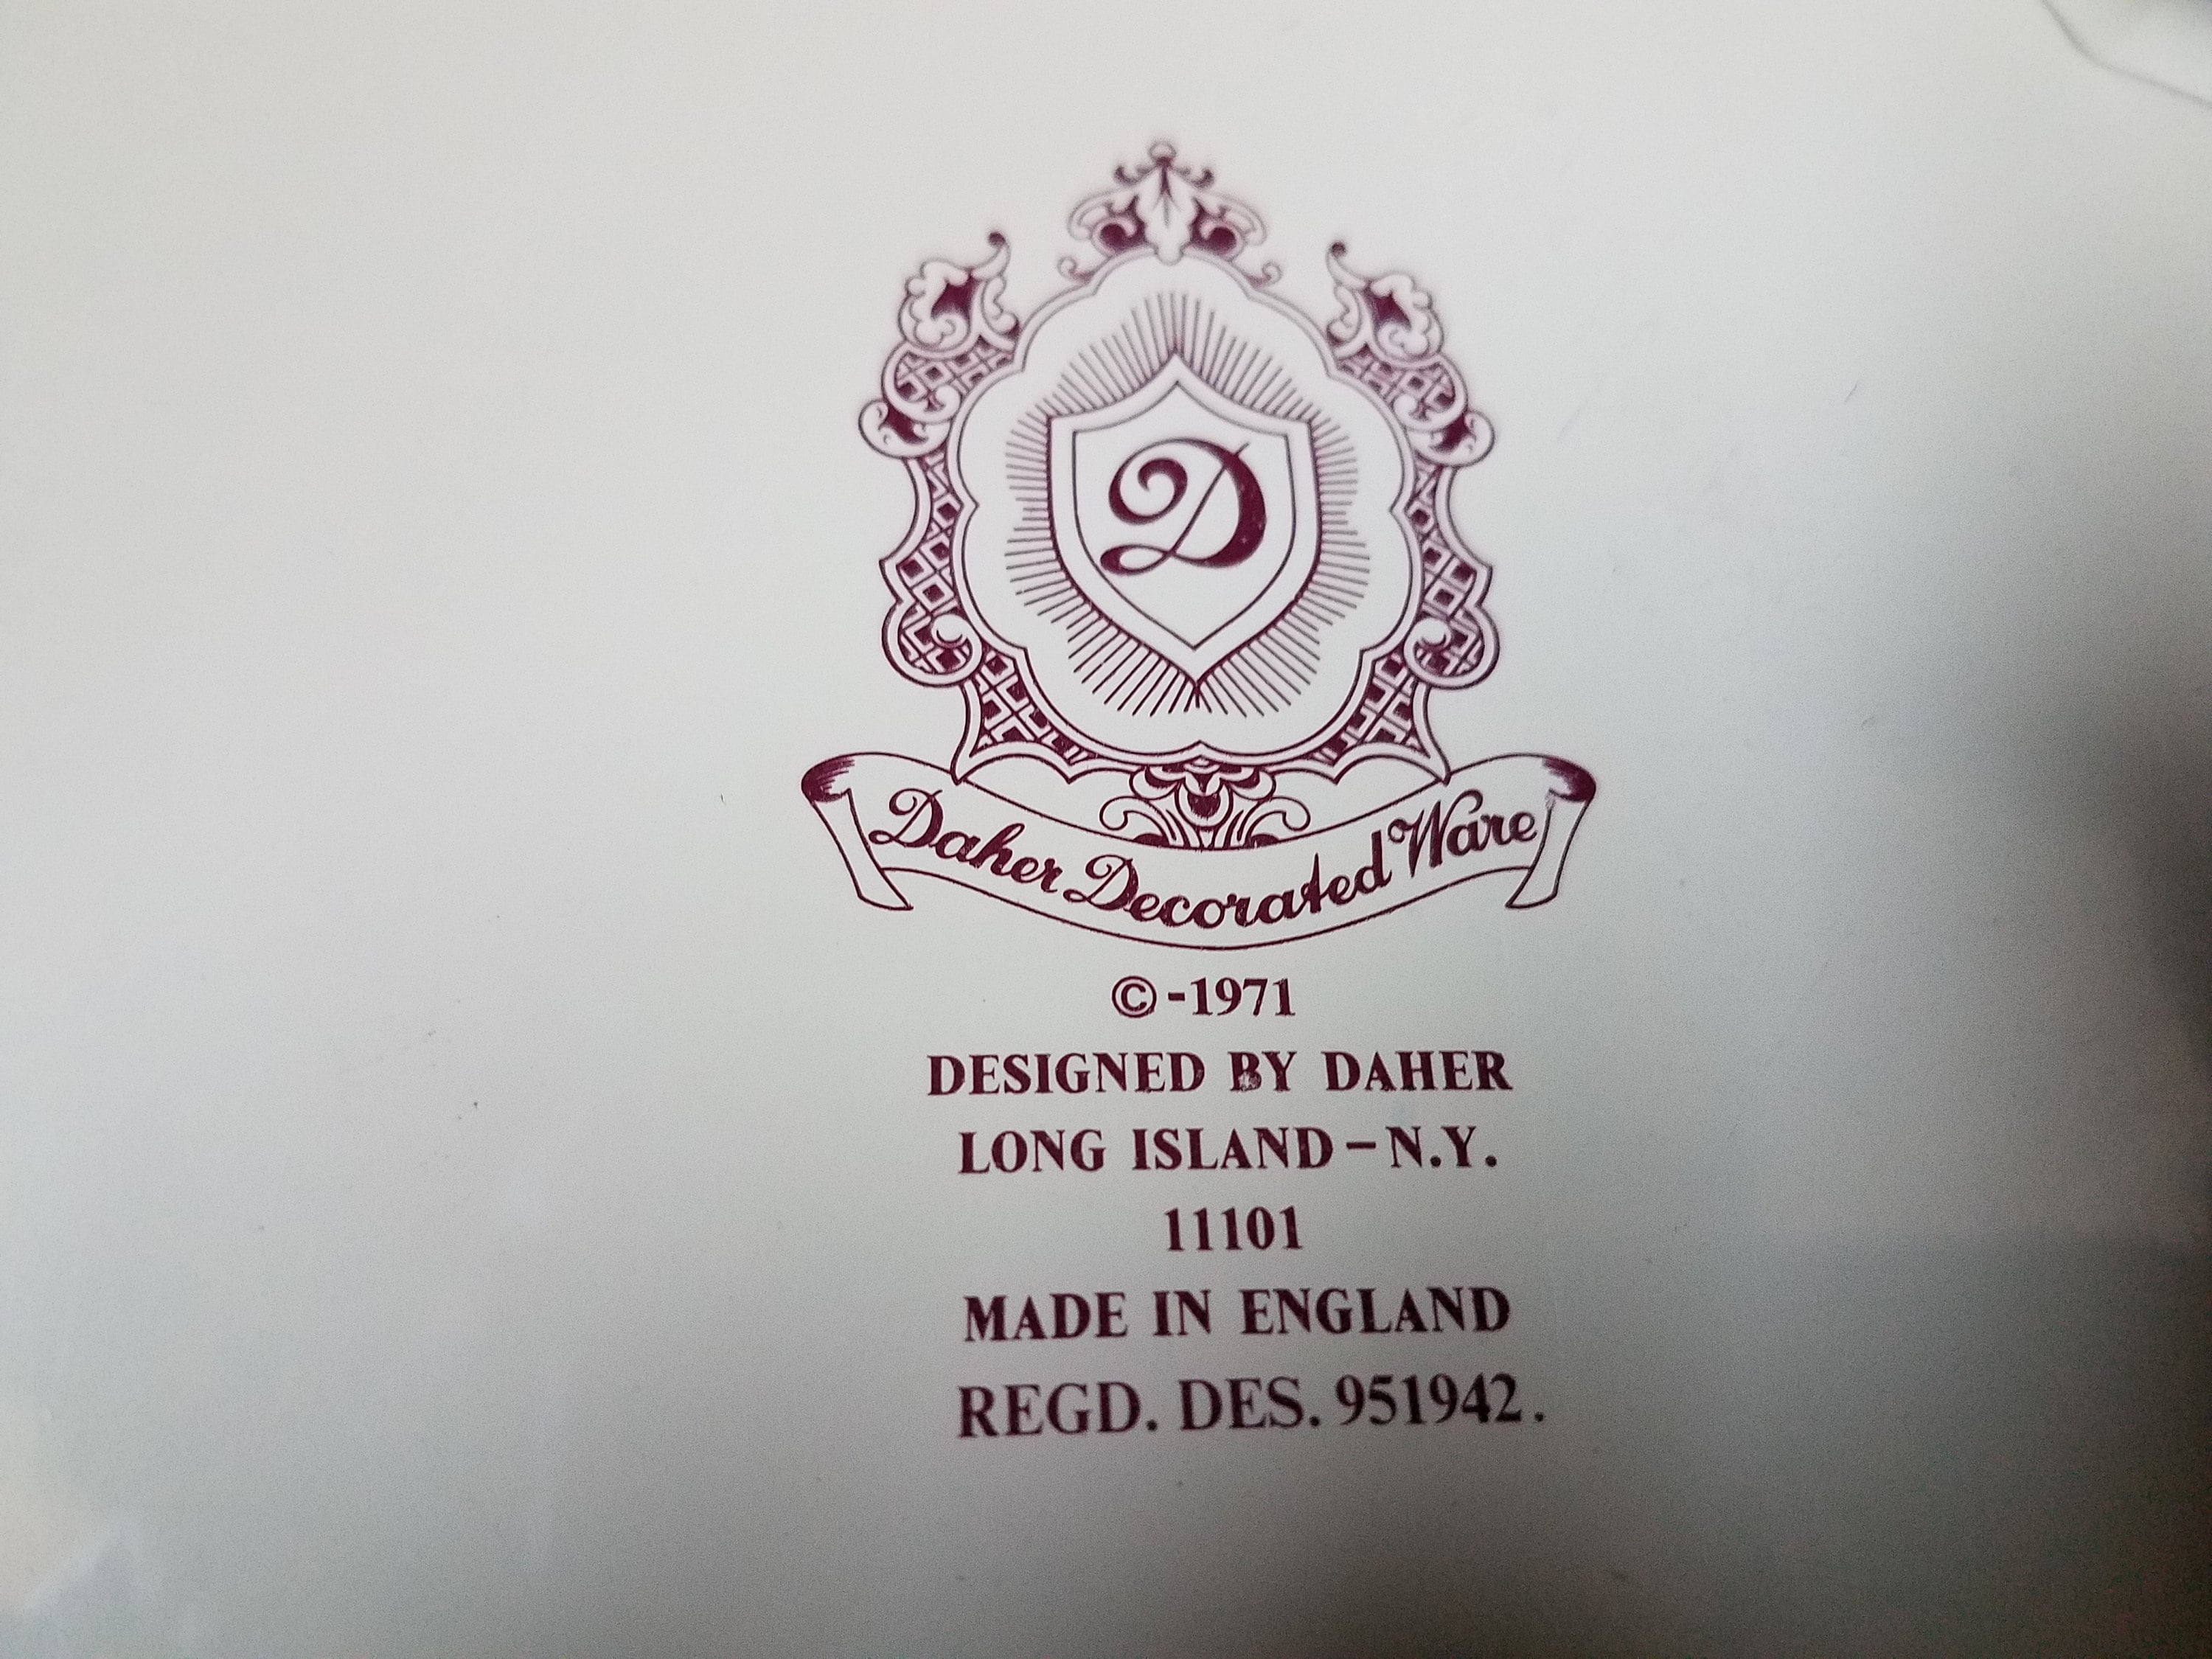 D
Daher Decorated Ware
©-1971
DESIGNED BY DAHER
LONG ISLAND – N.Y.
11101
MADE IN ENGLAND
REGD. DES. 951942.